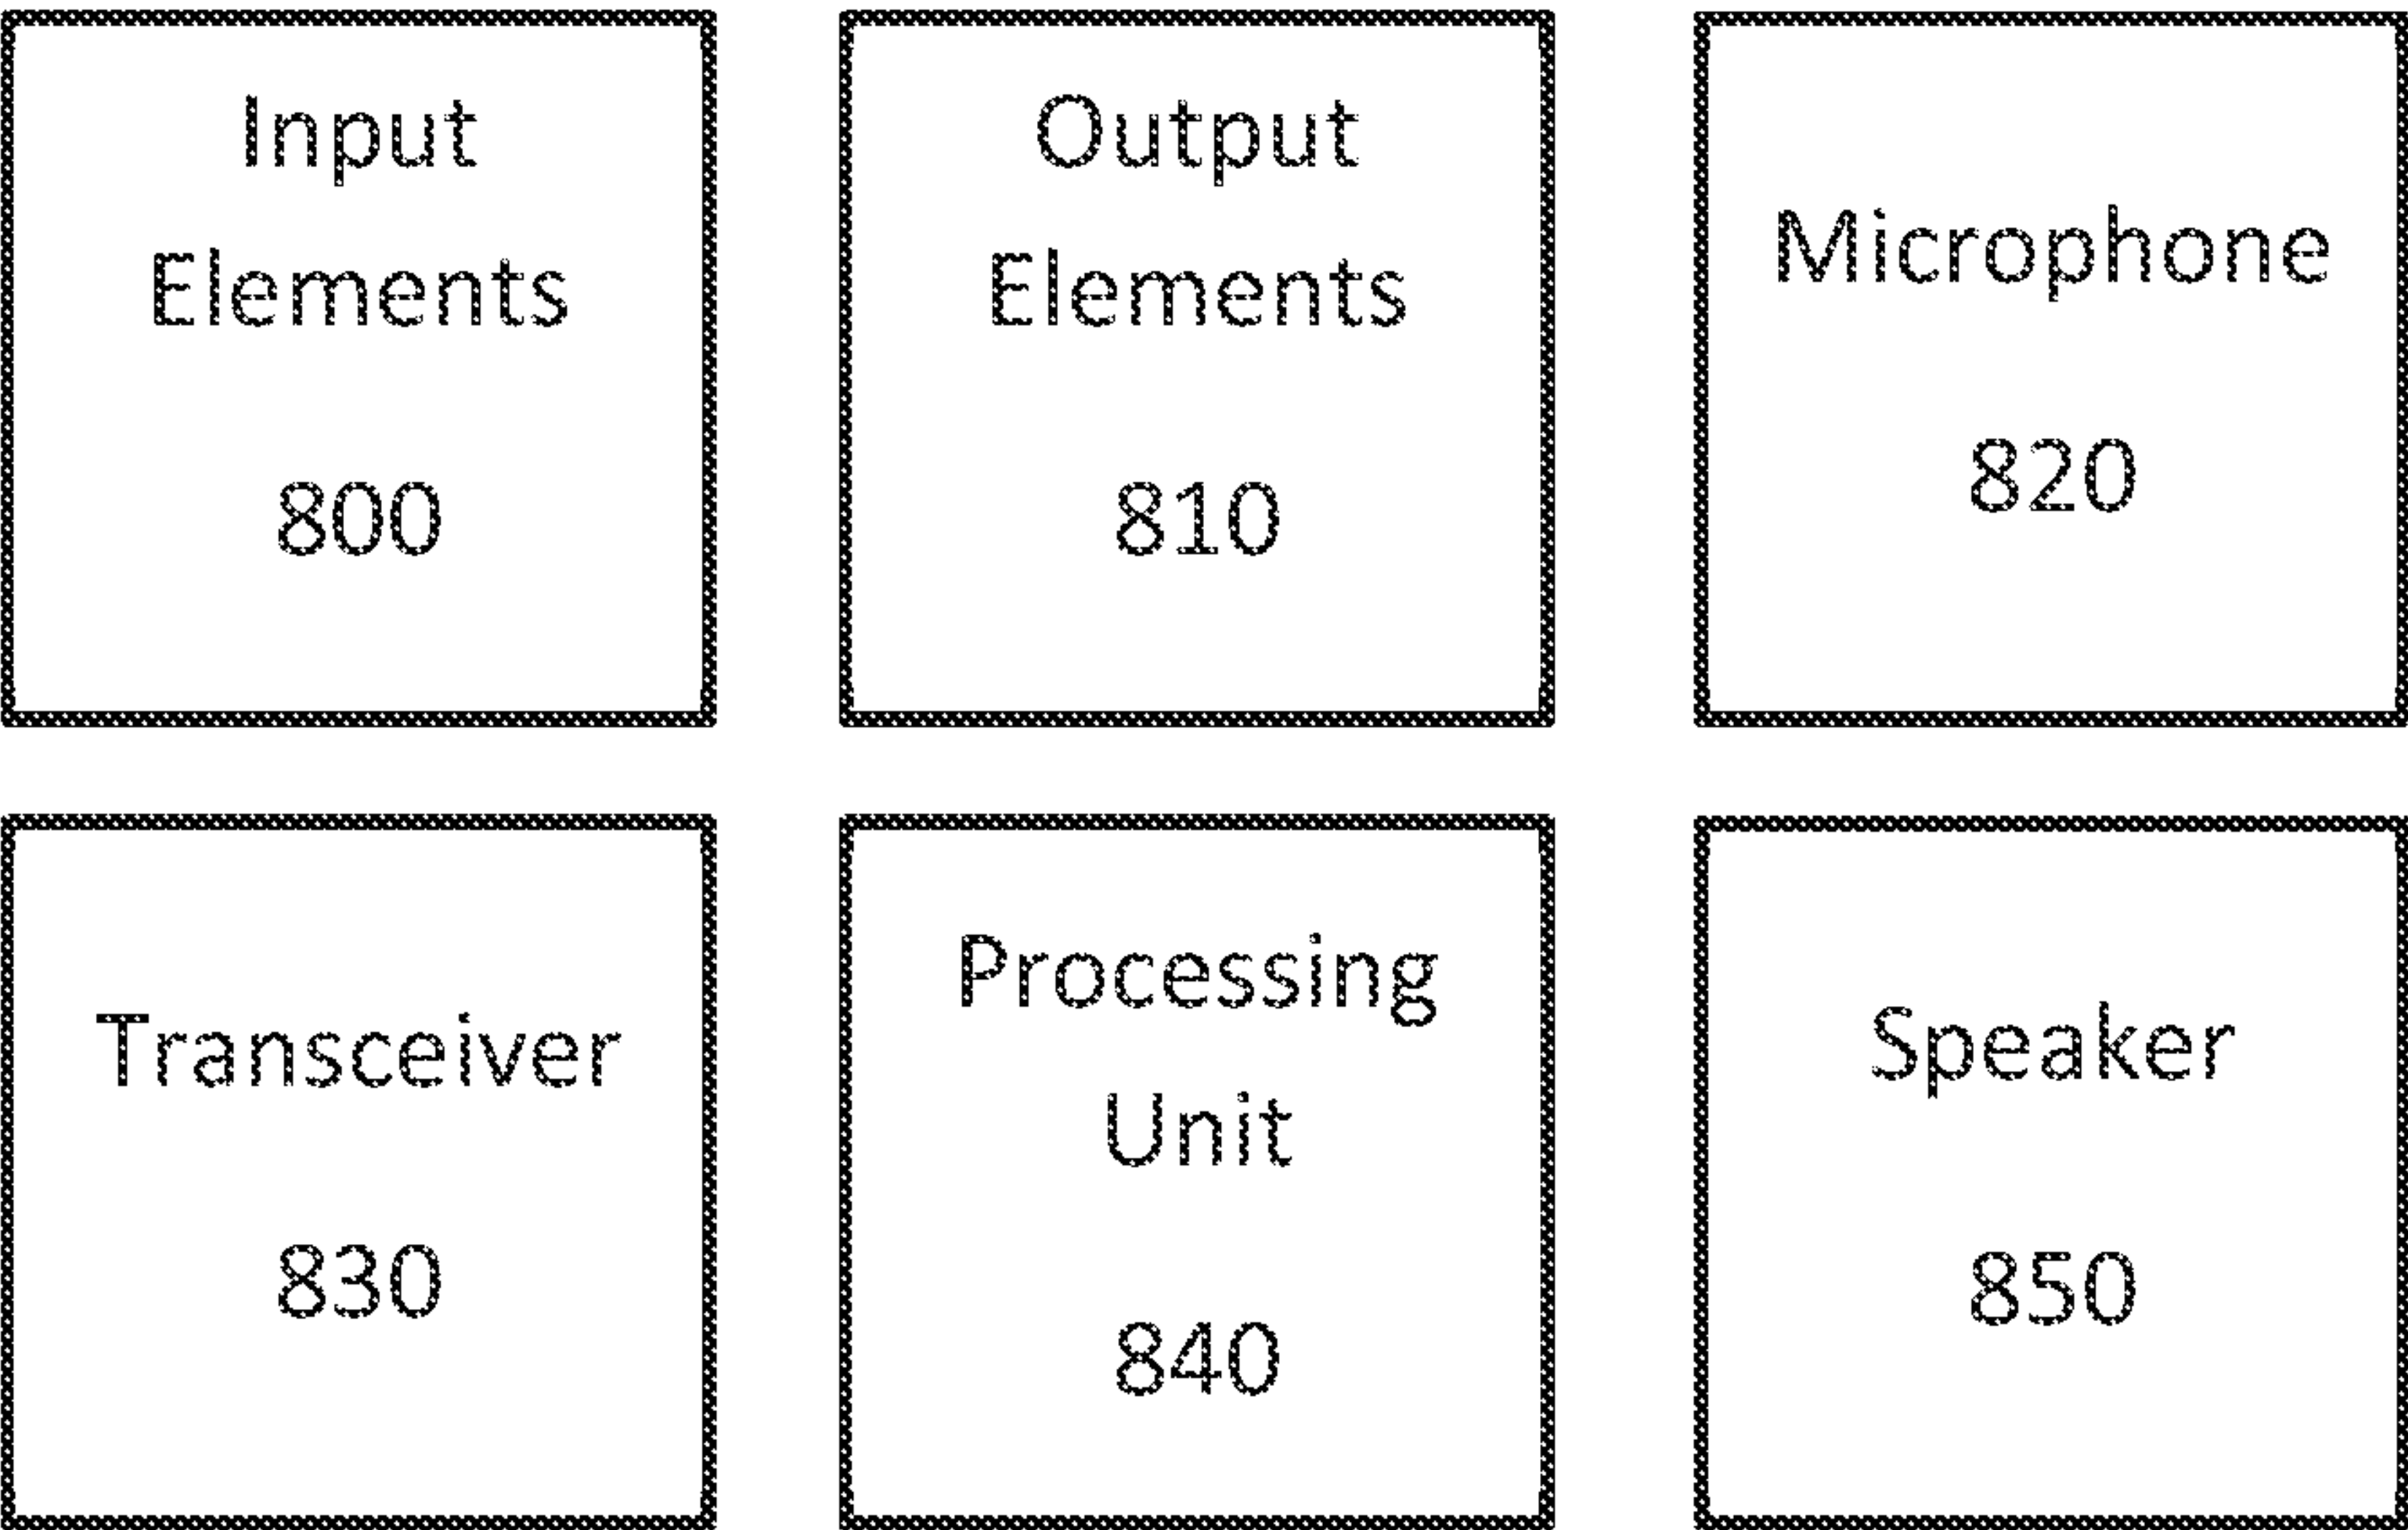 Input
Elements
800
Output
Elements
810
Microphone
820
Transceiver
830
Processing
Unit
840
Speaker
850